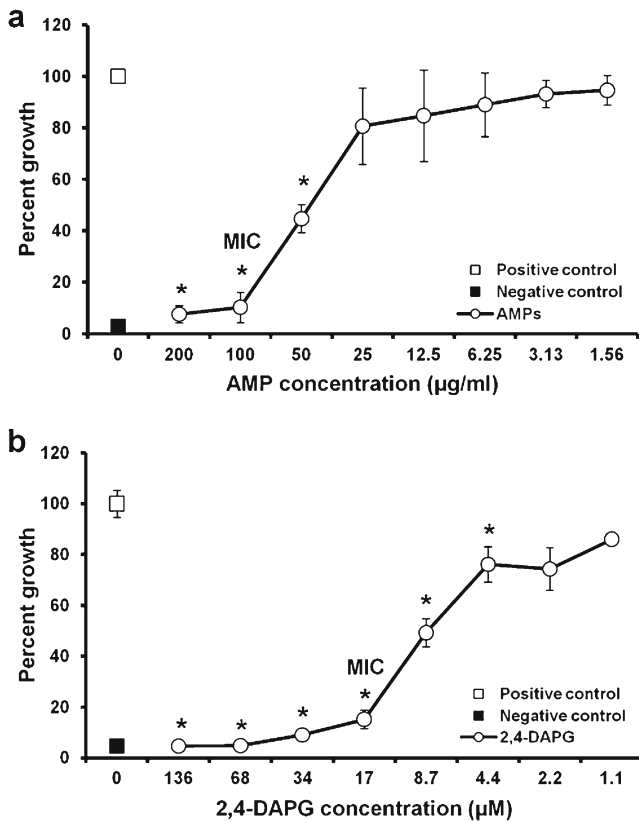 a
120
100
80
60
40
20
0
Percent growth
*
*
*
MIC
Positive control
Negative control
AMPs
0 200 100 50 25 12.5 6.25 3.13 1.56
AMP concentration (µg/ml)
b
120
100
80
60
40
20
0
Percent growth
*
*
*
*
*
*
MIC
Positive control
Negative control
2,4-DAPG
0 136 68 34 17 8.7 4.4 2.2 1.1
2,4-DAPG concentration (µM)